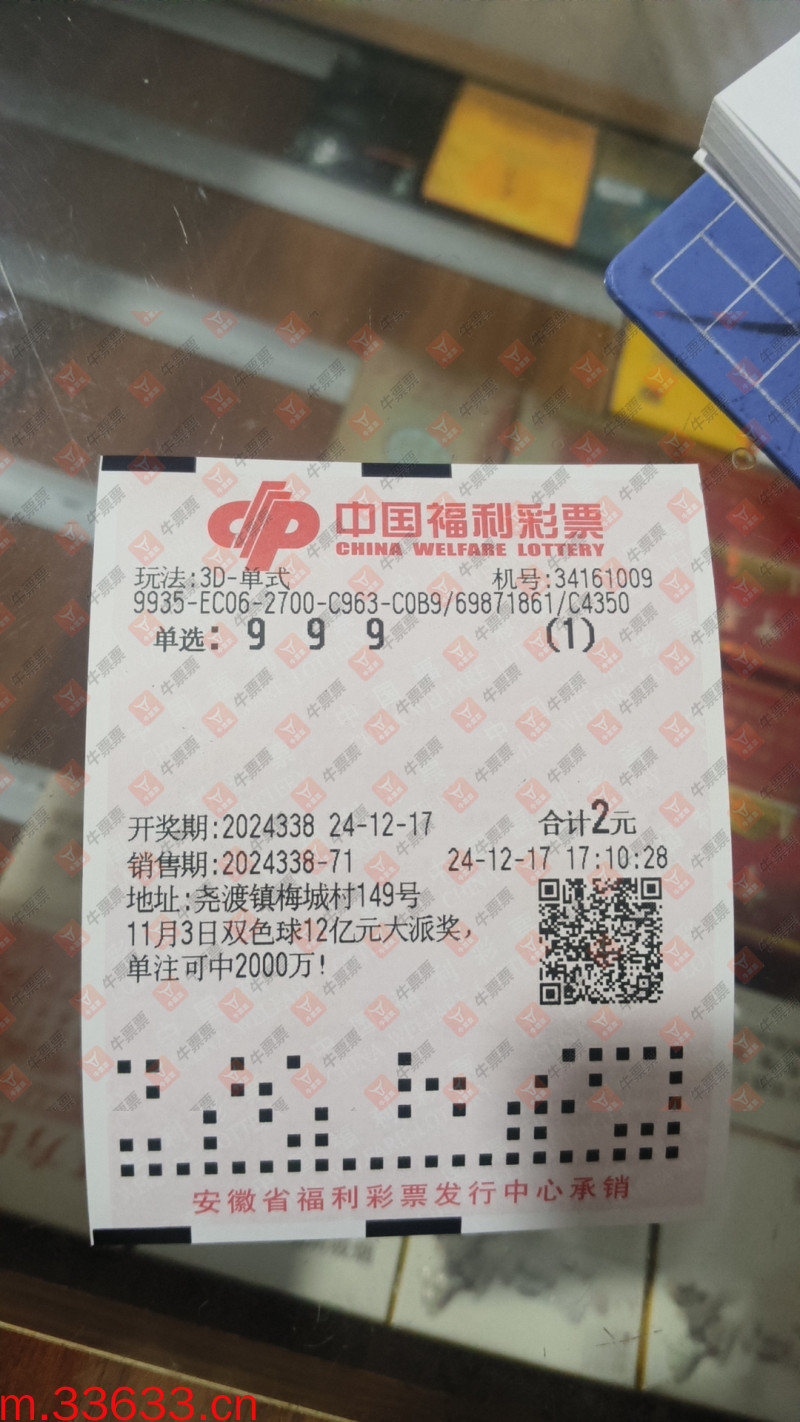 中国福利彩票
CHINA WELFARE LOTTERY
玩法:3D-单式 机号:34161009
9935-EC06-2700-C963-C0B9/69871861/C4350
单选: 9 9 9 (1)
开奖期:2024338 24-12-17 合计2元
销售期:2024338-71 24-12-17 17:10:28
地址:尧渡镇梅城村149号
11月3日双色球12亿元大派奖,
单注可中2000万!
安徽省福利彩票发行中心承销
牛票票
m.33633.cn